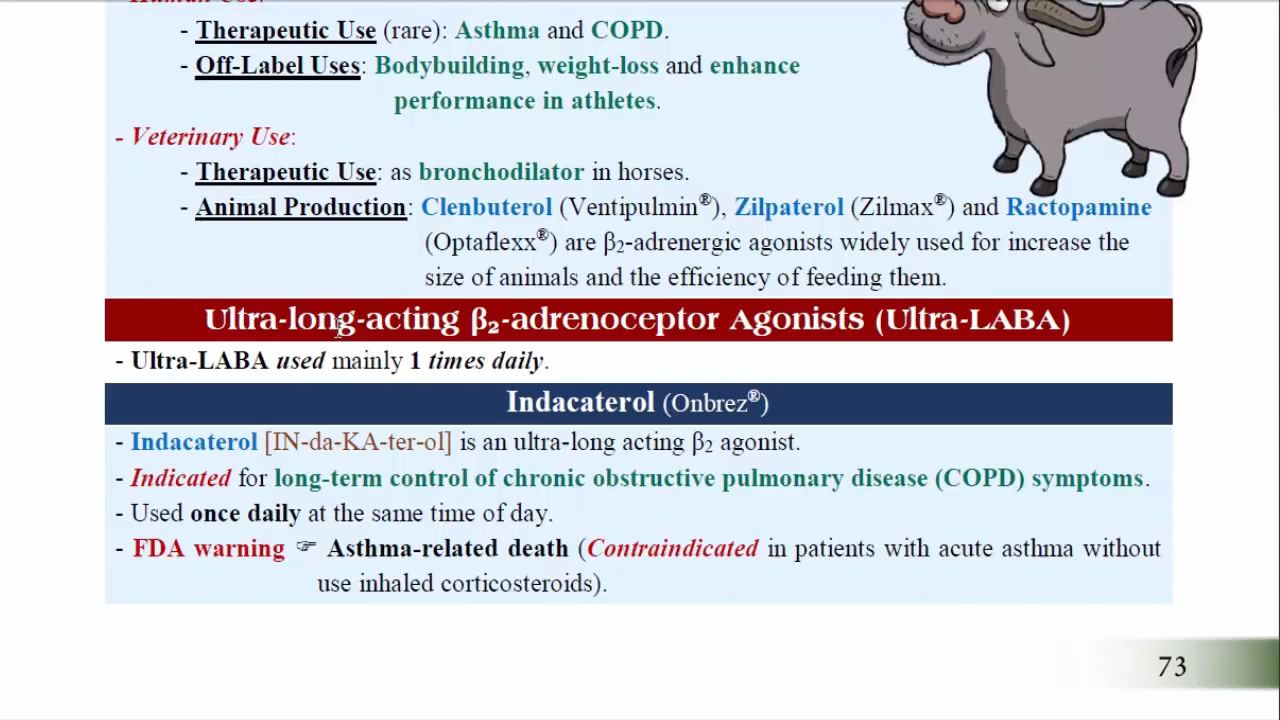 - Human Use:
- Therapeutic Use (rare): Asthma and COPD.
- Off-Label Uses: Bodybuilding, weight-loss and enhance
performance in athletes.
- Veterinary Use:
- Therapeutic Use: as bronchodilator in horses.
- Animal Production: Clenbuterol (Ventipulmin®), Zilpaterol (Zilmax®) and Ractopamine
(Optaflexx®) are β₂-adrenergic agonists widely used for increase the
size of animals and the efficiency of feeding them.
Ultra-long-acting β₂-adrenoceptor Agonists (Ultra-LABA)
- Ultra-LABA used mainly 1 times daily.
Indacaterol (Onbrez®)
- Indacaterol [IN-da-KA-ter-ol] is an ultra-long acting β₂ agonist.
- Indicated for long-term control of chronic obstructive pulmonary disease (COPD) symptoms.
- Used once daily at the same time of day.
- FDA warning ☞ Asthma-related death (Contraindicated in patients with acute asthma without
use inhaled corticosteroids).
73